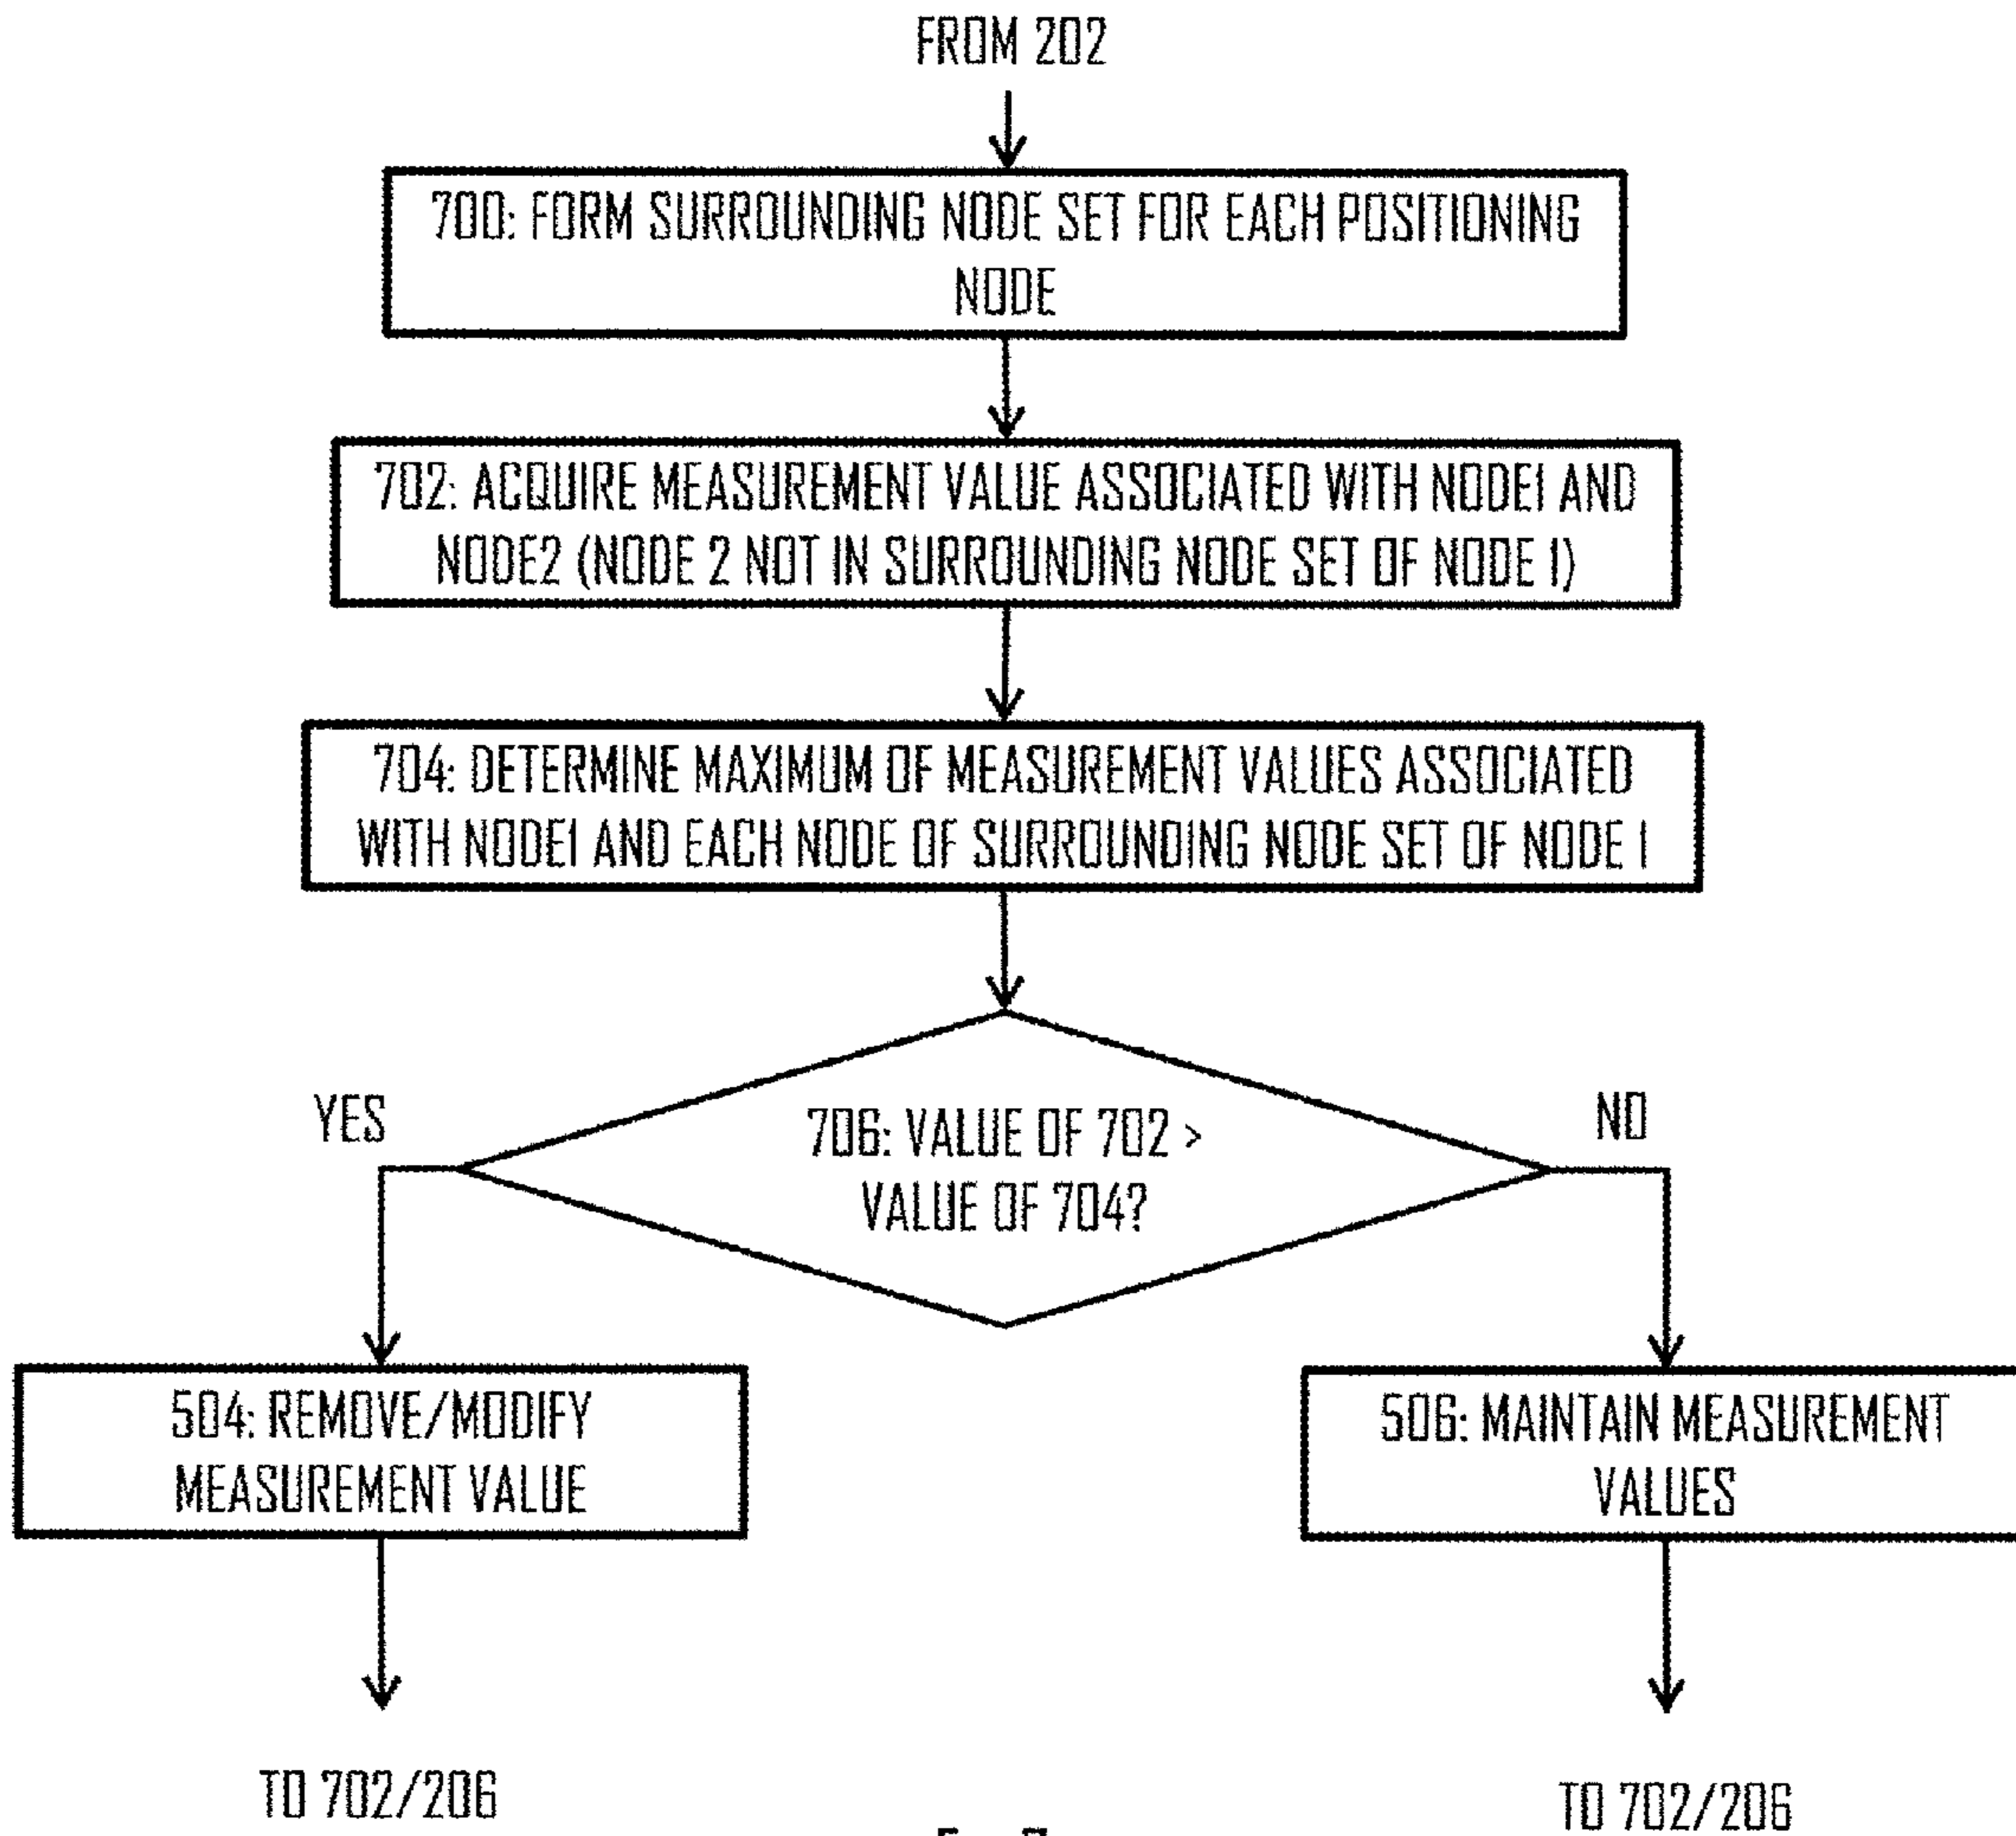 FROM 202
700: FORM SURROUNDING NODE SET FOR EACH POSITIONING
NODE
702: ACQUIRE MEASUREMENT VALUE ASSOCIATED WITH NODE1 AND
NODE2 (NODE 2 NOT IN SURROUNDING NODE SET OF NODE 1)
704: DETERMINE MAXIMUM OF MEASUREMENT VALUES ASSOCIATED
WITH NODE1 AND EACH NODE OF SURROUNDING NODE SET OF NODE 1
YES
706: VALUE OF 702 >
VALUE OF 704?
NO
504: REMOVE/MODIFY
MEASUREMENT VALUE
506: MAINTAIN MEASUREMENT
VALUES
TO 702/206
TO 702/206